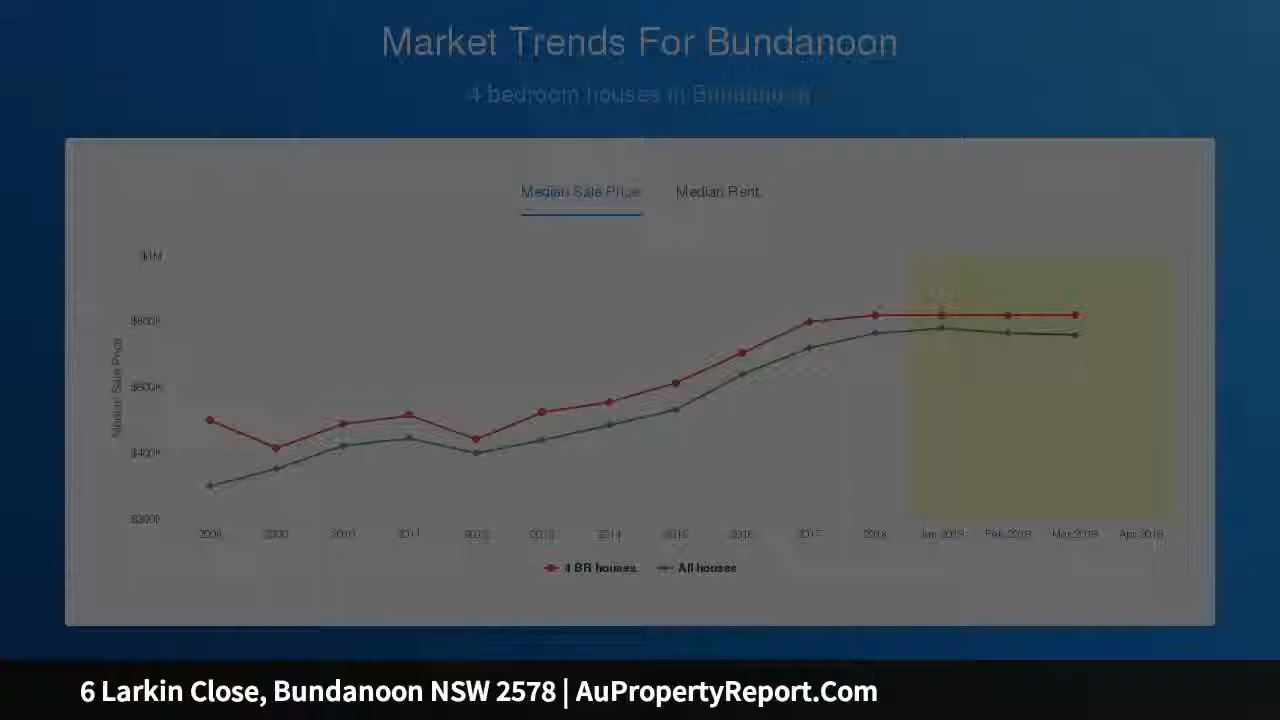 Market Trends For Bundanoon
4 bedroom houses in Bundanoon
Median Sale Price Median Rent
$1M
$800K
Median Sale Price
$600K
$400K
$200K
2008 2009 2010 2011 2012 2013 2014 2015 2016 2017 2018 Jan 2019 Feb 2019 Mar 2019 Apr 2019
4 BR houses All houses
6 Larkin Close, Bundanoon NSW 2578 | AuPropertyReport.Com